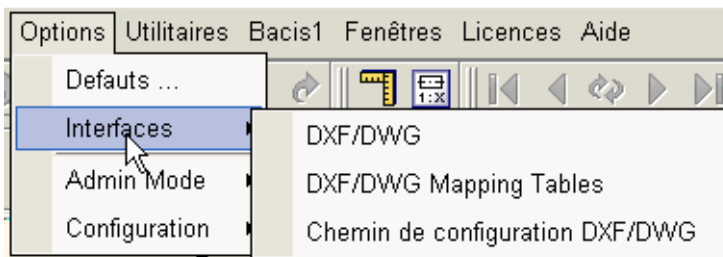 Options Utilitaires Bacis1 Fenêtres Licences Aide
Defauts ...
1:X
Interfaces
DXF/DWG
Admin Mode
DXF/DWG Mapping Tables
Configuration
Chemin de configuration DXF/DWG